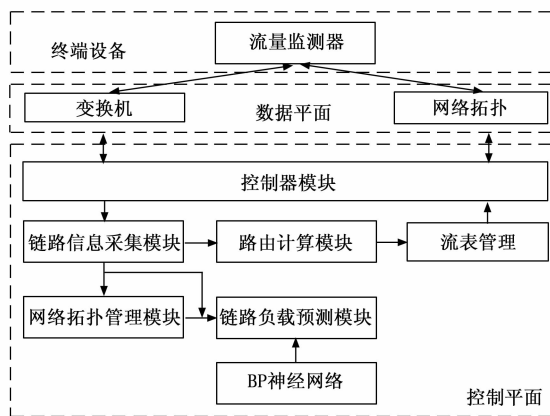 流量监测器
终端设备
变换机
数据平面
网络拓扑
控制器模块
链路信息采集模块
路由计算模块
流表管理
网络拓扑管理模块
链路负载预测模块
BP神经网络
控制平面